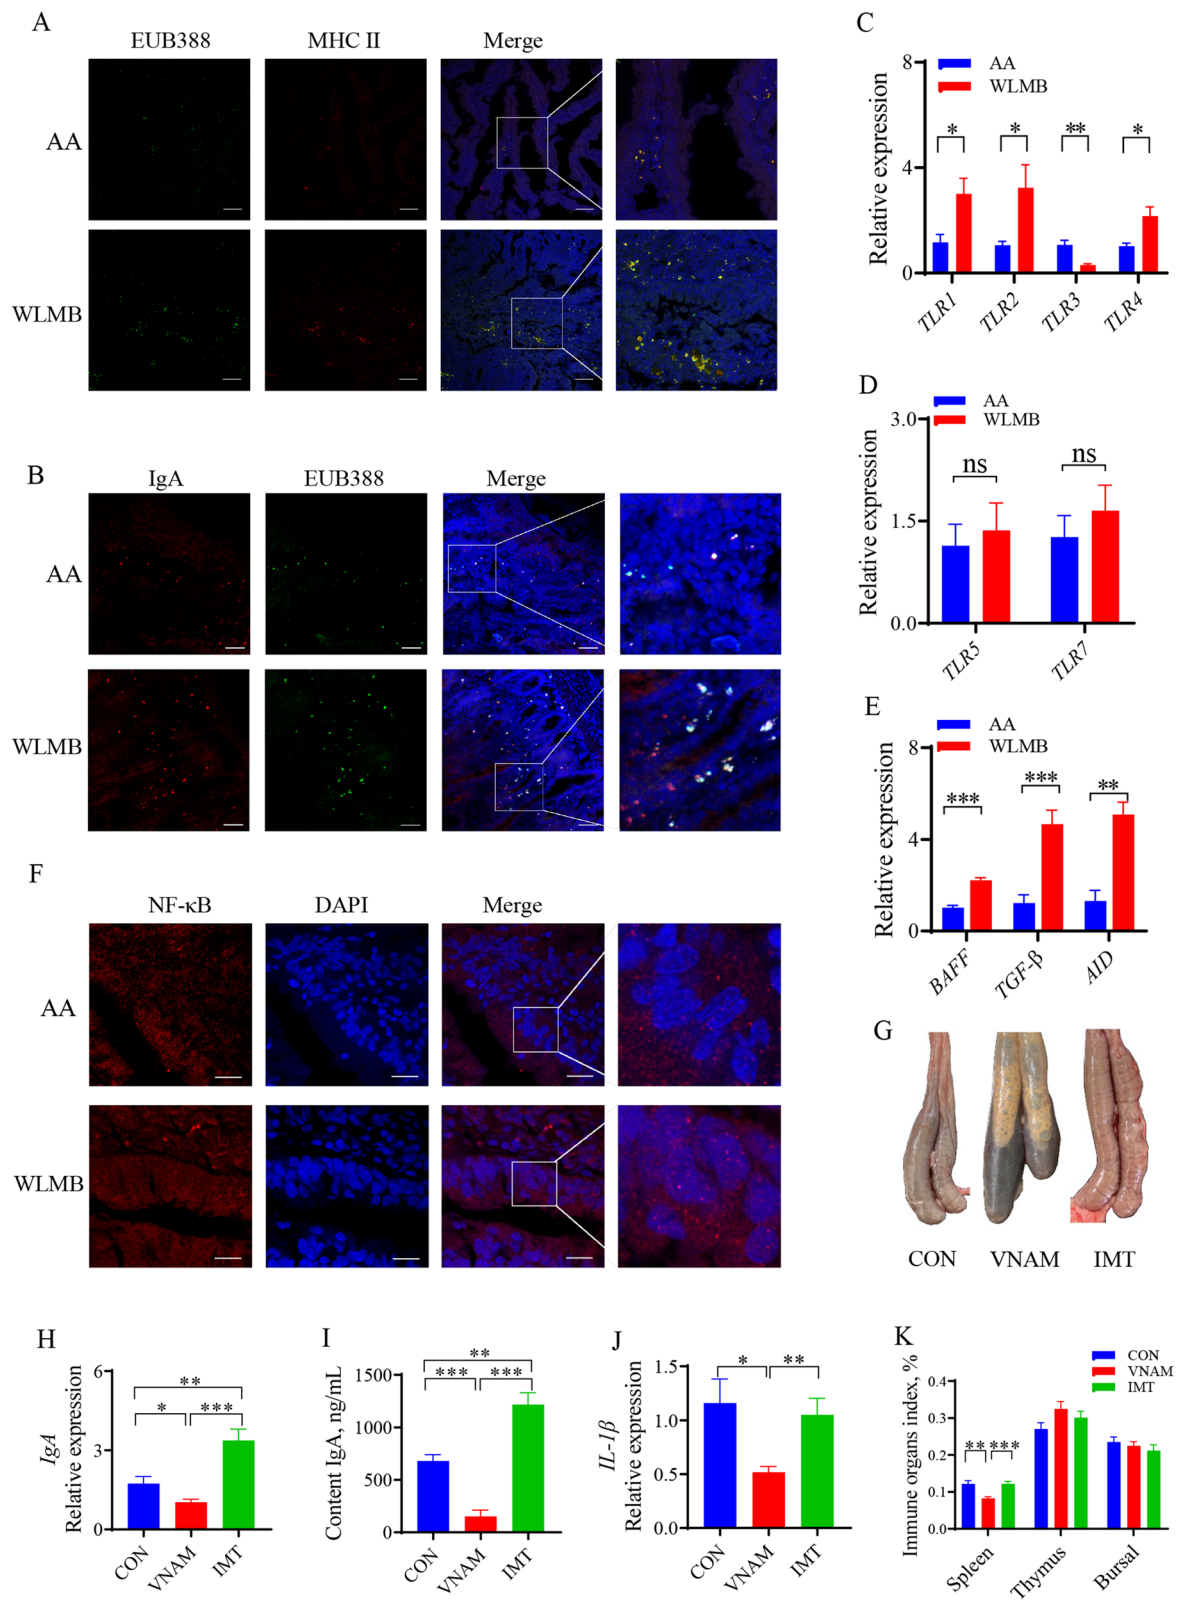 A
EUB388
MHC II
Merge
AA
WLMB
B
IgA
EUB388
Merge
AA
WLMB
F
NF-κB
DAPI
Merge
AA
WLMB
C
AA
WLMB
Relative expression
8
4
0
*
*
**
*
TLR1
TLR2
TLR3
TLR4
D
AA
WLMB
Relative expression
3.0
1.5
0.0
ns
ns
TLR5
TLR7
E
AA
WLMB
Relative expression
8
4
0
***
***
**
BAFF
TGF-β
AID
G
CON
VNAM
IMT
H
IgA
Relative expression
6
3
0
**
*
***
CON
VNAM
IMT
I
Content IgA, ng/mL
1500
1000
500
0
**
***
***
CON
VNAM
IMT
J
IL-1β
Relative expression
1.5
1.0
0.5
0.0
*
**
CON
VNAM
IMT
K
CON
VNAM
IMT
Immune organs index, %
0.4
0.3
0.2
0.1
0.0
**
***
Spleen
Thymus
Bursal